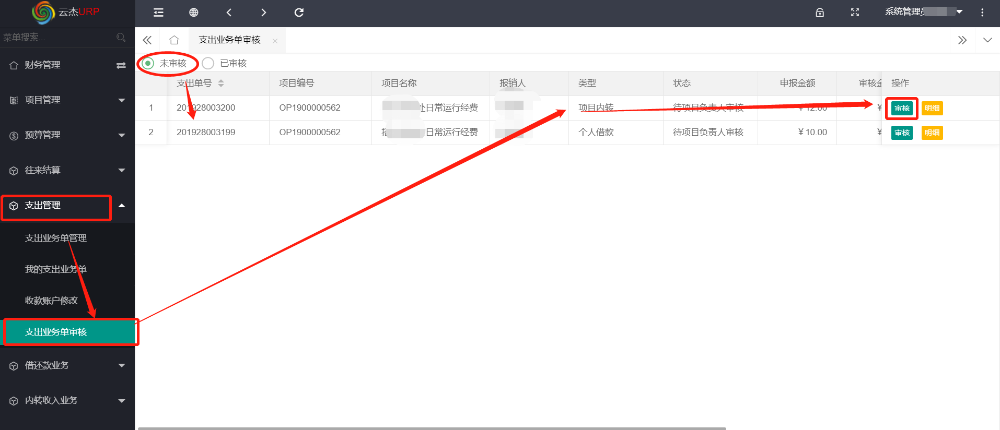 云杰URP
系统管理员
菜单搜索...
支出业务单审核
财务管理
项目管理
预算管理
往来结算
支出管理
支出业务单管理
我的支出业务单
收款账户修改
支出业务单审核
借还款业务
内转收入业务
未审核 已审核
支出单号 项目编号 项目名称 报销人 类型 状态 申报金额 审核金 操作
1 201928003200 OP1900000562 处日常运行经费 项目内转 待项目负责人审核 ¥12.00 ¥ 审核 明细
2 201928003199 OP1900000562 日常运行经费 个人借款 待项目负责人审核 ¥10.00 ¥ 审核 明细